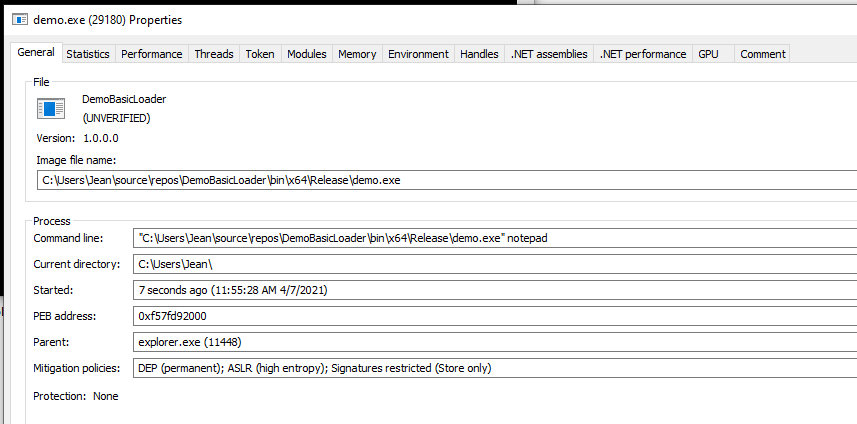 demo.exe (29180) Properties
General Statistics Performance Threads Token Modules Memory Environment Handles .NET assemblies .NET performance GPU Comment
File
DemoBasicLoader
(UNVERIFIED)
Version: 1.0.0.0
Image file name:
C:\Users\Jean\source\repos\DemoBasicLoader\bin\x64\Release\demo.exe
Process
Command line: "C:\Users\Jean\source\repos\DemoBasicLoader\bin\x64\Release\demo.exe" notepad
Current directory: C:\Users\Jean\
Started: 7 seconds ago (11:55:28 AM 4/7/2021)
PEB address: 0xf57fd92000
Parent: explorer.exe (11448)
Mitigation policies: DEP (permanent); ASLR (high entropy); Signatures restricted (Store only)
Protection: None